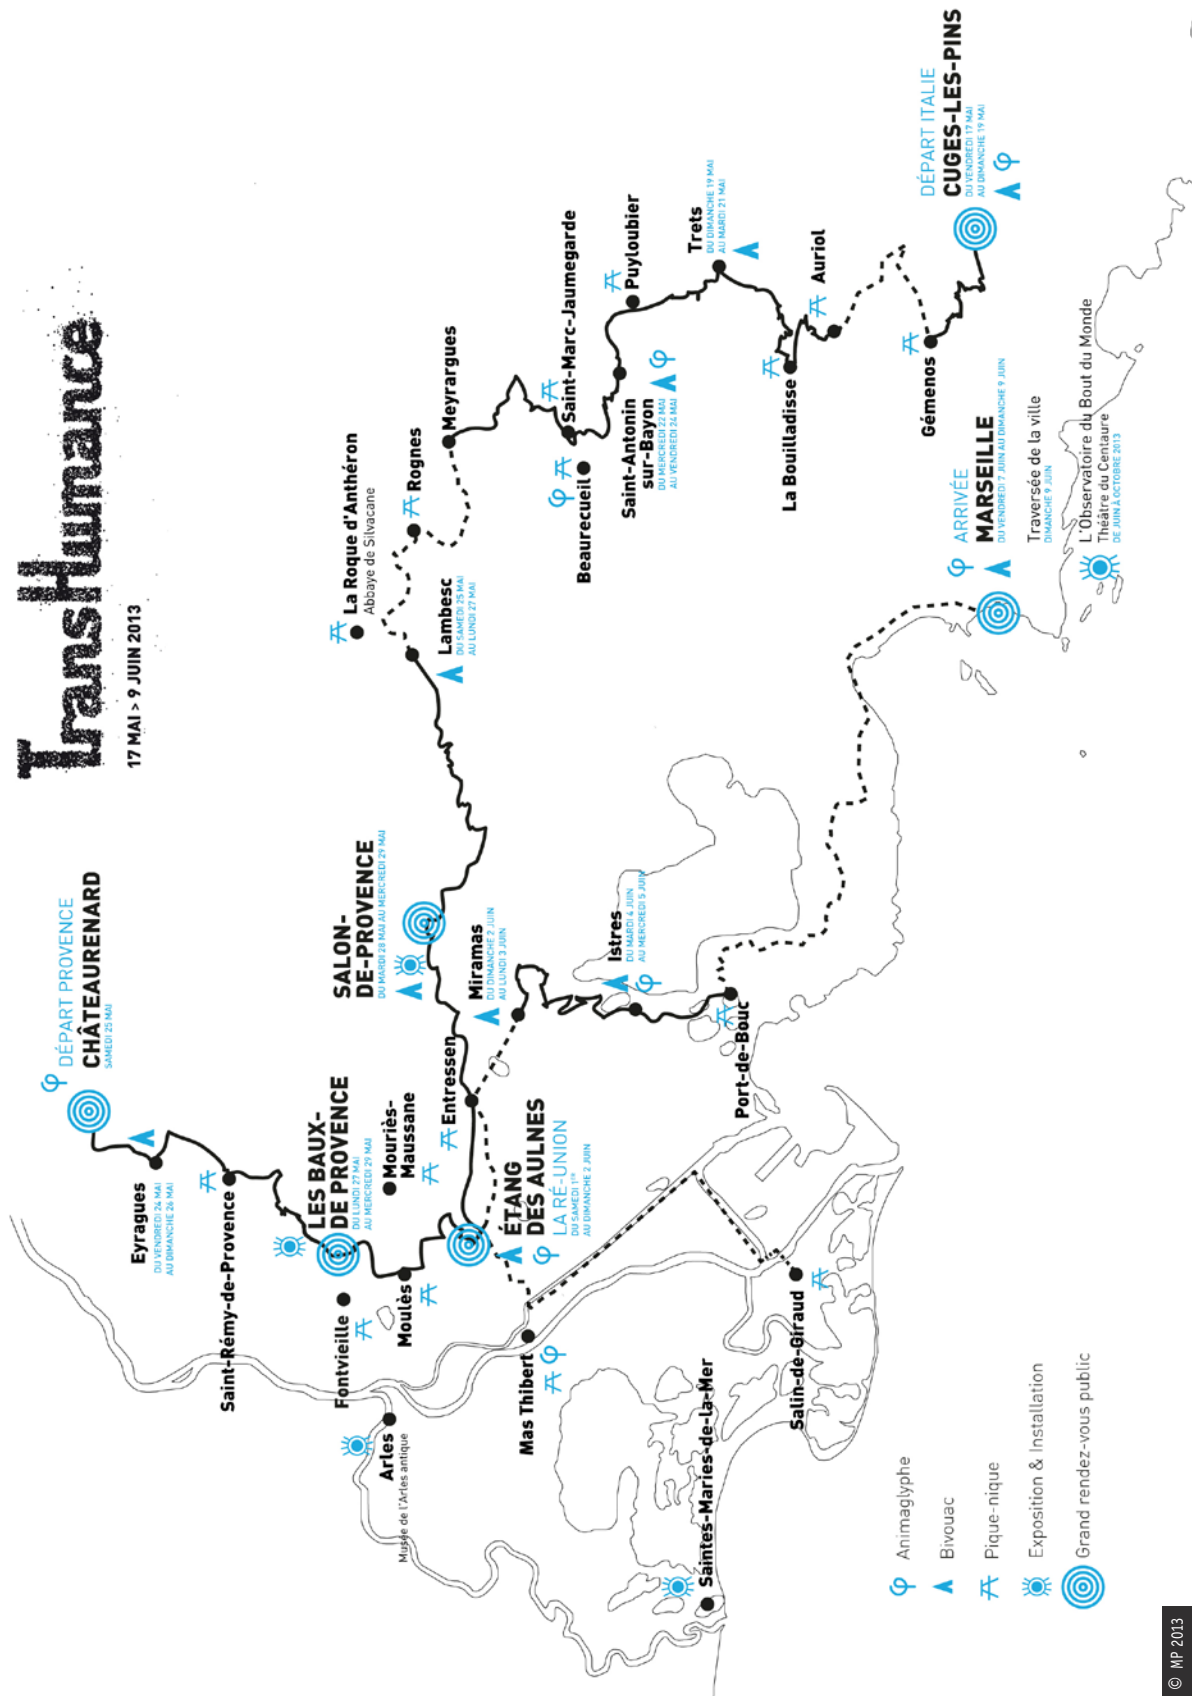 TransHumance
17 MAI > 9 JUIN 2013
DÉPART PROVENCE
CHÂTEAURENARD
SAMEDI 25 MAI
Eyragues
DU VENDREDI 24 MAI
AU DIMANCHE 26 MAI
Saint-Rémy-de-Provence
LES BAUX-
DE PROVENCE
DU LUNDI 27 MAI
AU MERCREDI 29 MAI
Fontvieille
Mouriès-
Maussane
Moulès
Arles
Musée de l'Arles antique
SALON-
DE-PROVENCE
DU MARDI 28 MAI AU MERCREDI 29 MAI
La Roque d'Anthéron
Abbaye de Silvacane
Rognes
Meyrargues
Lambesc
DU SAMEDI 25 MAI
AU LUNDI 27 MAI
Entressen
Miramas
DU DIMANCHE 2 JUIN
AU LUNDI 3 JUIN
ETANG
DES AULNES
LA RÉ-UNION
DU SAMEDI 1ER
AU DIMANCHE 2 JUIN
Mas Thibert
Saint-Marc-Jaumegarde
Beaurecueil
Puyloubier
Saint-Antonin
sur-Bayon
DU MERCREDI 22 MAI
AU VENDREDI 24 MAI
Istres
DU MARDI 4 JUIN
AU MERCREDI 5 JUIN
Trets
DU DIMANCHE 19 MAI
AU MARDI 21 MAI
Port-de-Bouc
Saintes-Maries-de-la-Mer
Salin-de-Giraud
La Bouilladisse
Auriol
Gémenos
DÉPART ITALIE
CUGES-LES-PINS
DU VENDREDI 17 MAI
AU DIMANCHE 19 MAI
ARRIVÉE
MARSEILLE
DU VENDREDI 7 JUIN AU DIMANCHE 9 JUIN
Traversée de la ville
DIMANCHE 9 JUIN
L'Observatoire du Bout du Monde
Théâtre du Centaure
DE JUIN À OCTOBRE 2013
Animaglyphe
Bivouac
Pique-nique
Exposition & Installation
Grand rendez-vous public
© MP 2013